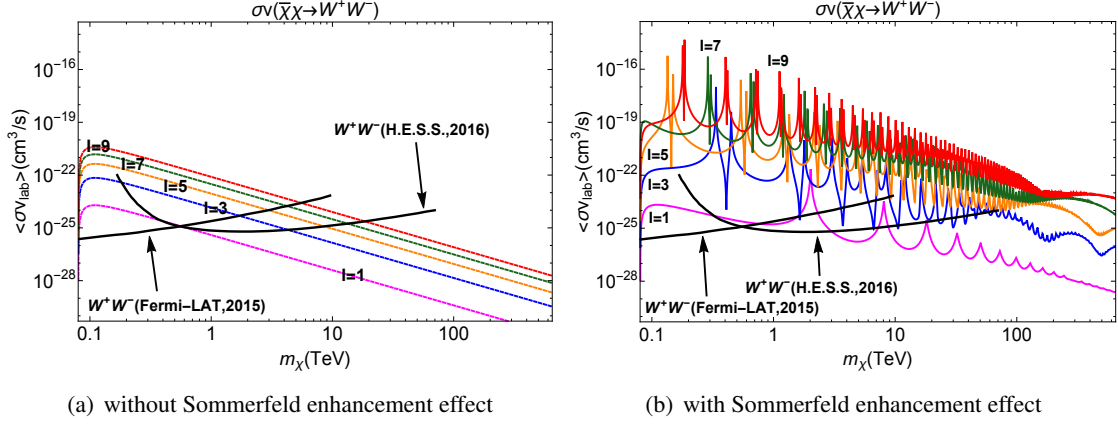 σv(χ̅χ→W⁺W⁻)
<σv_lab>(cm³/s)
10⁻¹⁶
10⁻¹⁹
10⁻²²
10⁻²⁵
10⁻²⁸
l=9
l=7
l=5
l=3
l=1
W⁺W⁻(H.E.S.S.,2016)
W⁺W⁻(Fermi–LAT,2015)
0.1 1 10 100
m_χ(TeV)
(a) without Sommerfeld enhancement effect
σv(χ̅χ→W⁺W⁻)
<σv_lab>(cm³/s)
10⁻¹⁶
10⁻¹⁹
10⁻²²
10⁻²⁵
10⁻²⁸
l=7
l=9
l=5
l=3
l=1
W⁺W⁻(H.E.S.S.,2016)
W⁺W⁻(Fermi–LAT,2015)
0.1 1 10 100
m_χ(TeV)
(b) with Sommerfeld enhancement effect